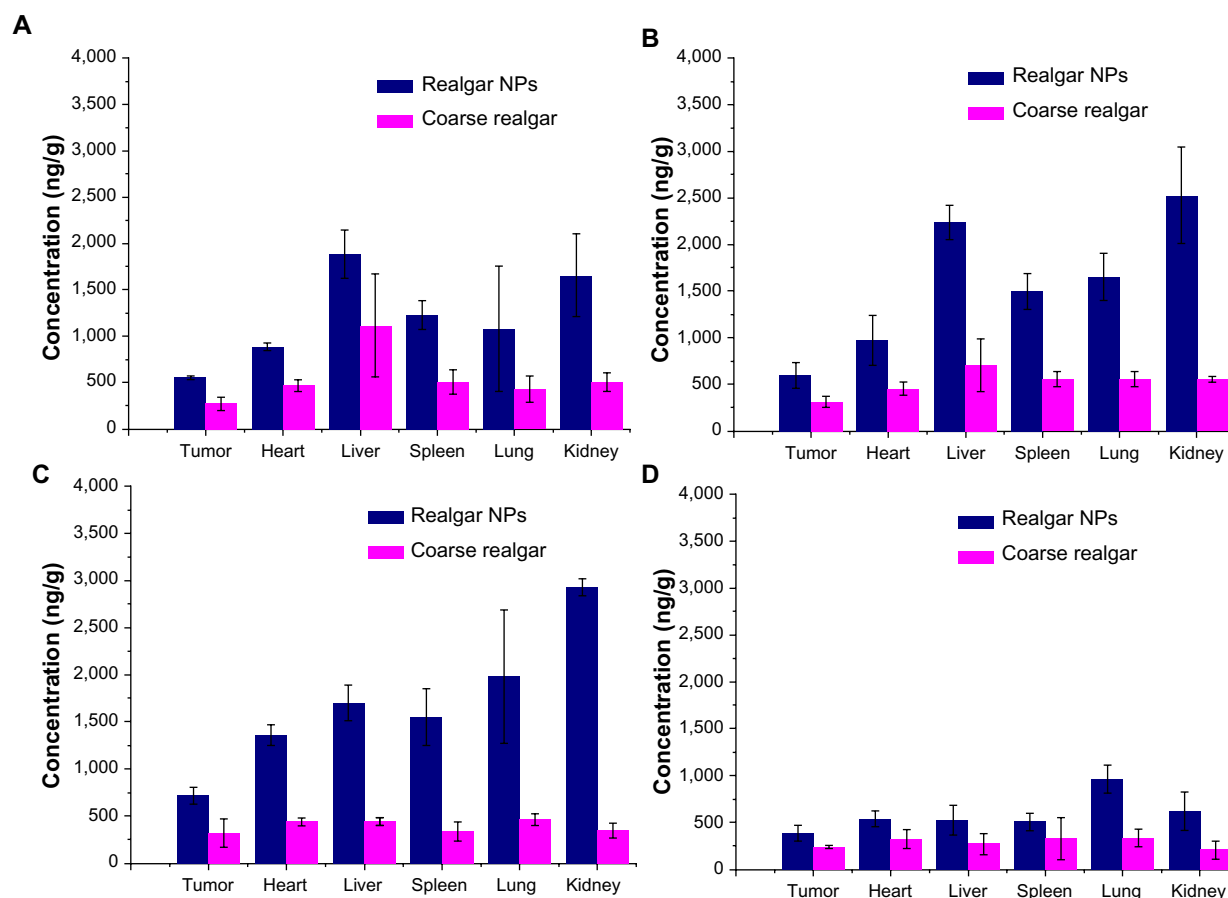 A
Concentration (ng/g)
4,000
3,500
3,000
2,500
2,000
1,500
1,000
500
0
Realgar NPs
Coarse realgar
Tumor Heart Liver Spleen Lung Kidney
B
Concentration (ng/g)
4,000
3,500
3,000
2,500
2,000
1,500
1,000
500
0
Realgar NPs
Coarse realgar
Tumor Heart Liver Spleen Lung Kidney
C
Concentration (ng/g)
4,000
3,500
3,000
2,500
2,000
1,500
1,000
500
0
Realgar NPs
Coarse realgar
Tumor Heart Liver Spleen Lung Kidney
D
Concentration (ng/g)
4,000
3,500
3,000
2,500
2,000
1,500
1,000
500
0
Realgar NPs
Coarse realgar
Tumor Heart Liver Spleen Lung Kidney